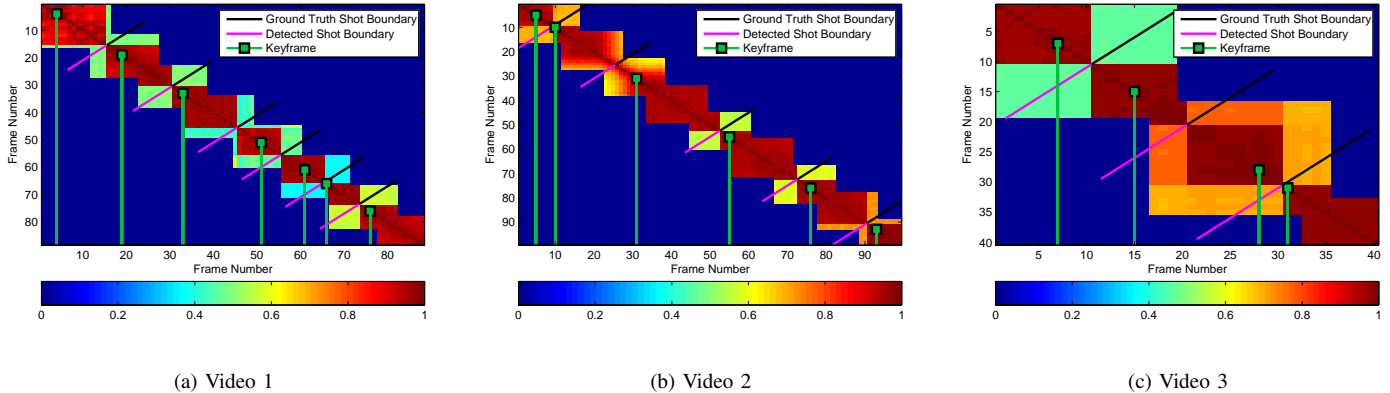 Ground Truth Shot Boundary
Detected Shot Boundary
Keyframe
Frame Number
10
20
30
40
50
60
70
80
10 20 30 40 50 60 70 80
Frame Number
0 0.2 0.4 0.6 0.8 1
(a) Video 1
Ground Truth Shot Boundary
Detected Shot Boundary
Keyframe
Frame Number
10
20
30
40
50
60
70
80
90
10 20 30 40 50 60 70 80 90
Frame Number
0 0.2 0.4 0.6 0.8 1
(b) Video 2
Ground Truth Shot Boundary
Detected Shot Boundary
Keyframe
Frame Number
5
10
15
20
25
30
35
40
5 10 15 20 25 30 35 40
Frame Number
0 0.2 0.4 0.6 0.8 1
(c) Video 3